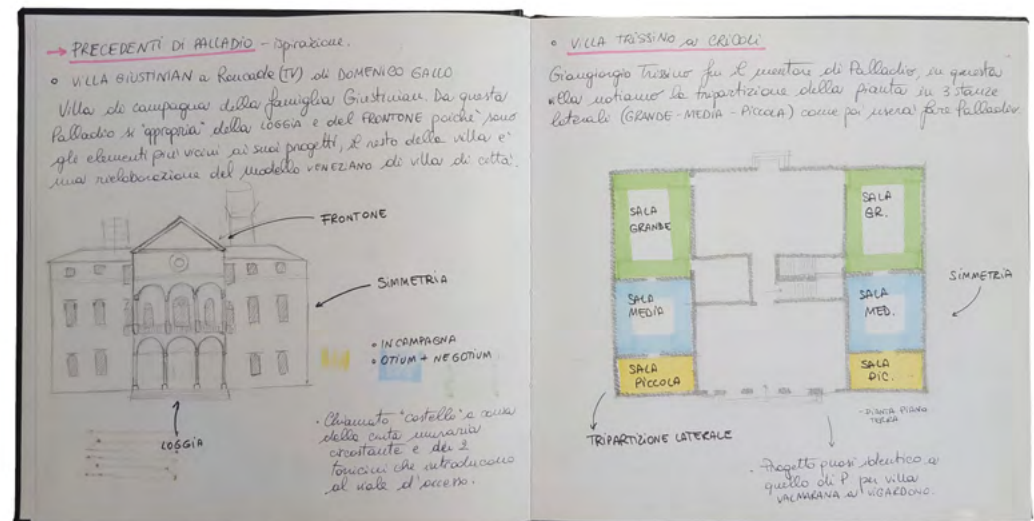 → PRECEDENTI DI PALLADIO - ispirazione.
• VILLA GIUSTINIAN a Roncade (TV) di DOMENICO GALLO
Villa di campagna della famiglia Giustinian. Da questa
Palladio si "appropria" della LOGGIA e del FRONTONE poichè sono
gli elementi più vicini ai suoi progetti, il resto della villa e'
una rielaborazione del modello VENEZIANO di villa di citta'.
FRONTONE
SIMMETRIA
• IN CAMPAGNA
• OTIUM + NEGOTIUM
LOGGIA
• Chiamato "castello" a causa
della cinta muraria
circostante e dei 2
torricini che introducono
al viale d'accesso.
• VILLA TRISSINO a CRICOLI
Giangiorgio Trissino fu il mentore di Palladio, in questa
villa notiamo la tripartizione della pianta in 3 stanze
laterali (GRANDE - MEDIA - PICCOLA) come poi userà fare Palladio.
SALA
GRANDE
SALA
GR.
SALA
MEDIA
SALA
MED.
SIMMETRIA
SALA
PICCOLA
SALA
PIC.
- PIANTA PIANO
TERRA
TRIPARTIZIONE LATERALE
• Progetto quasi identico a
quello di P per villa
VALMARANA a VIGARDOLO.